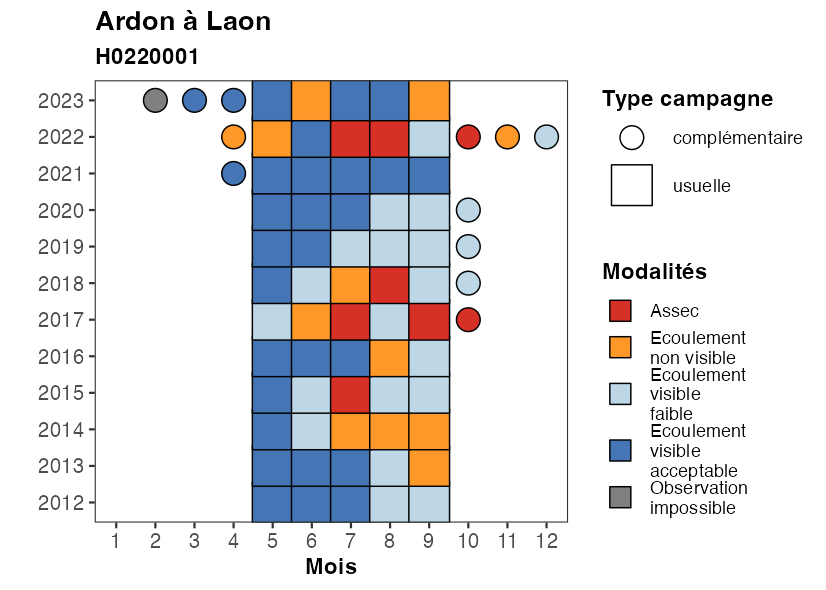 Ardon à Laon
H0220001
2023
2022
2021
2020
2019
2018
2017
2016
2015
2014
2013
2012
1 2 3 4 5 6 7 8 9 10 11 12
Mois
Type campagne
complémentaire
usuelle
Modalités
Assec
Ecoulement
non visible
Ecoulement
visible
faible
Ecoulement
visible
acceptable
Observation
impossible